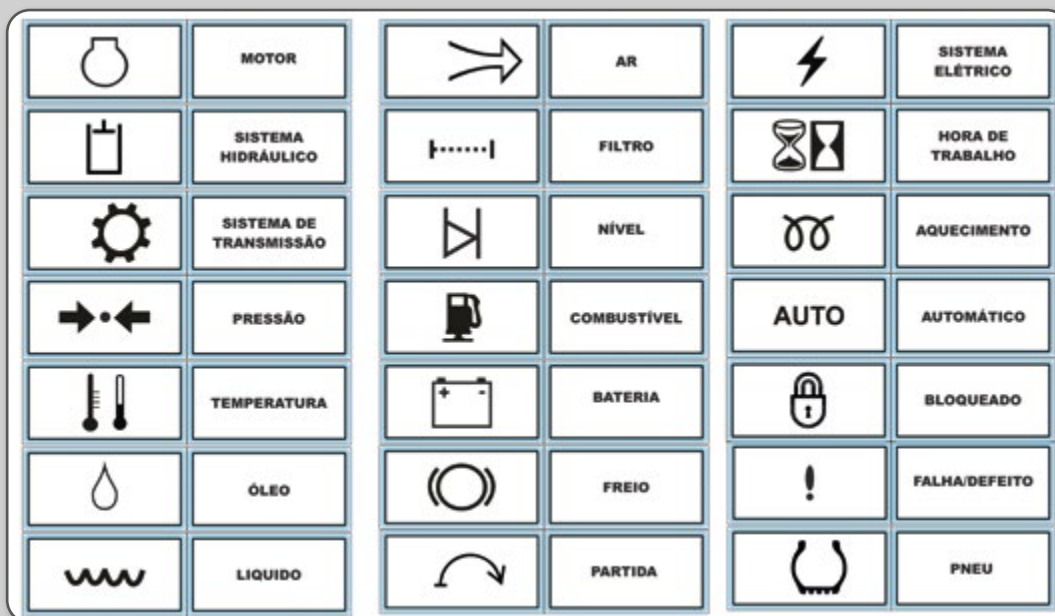 MOTOR
SISTEMA
HIDRÁULICO
SISTEMA DE
TRANSMISSÃO
PRESSÃO
TEMPERATURA
ÓLEO
LIQUIDO
AR
FILTRO
NÍVEL
COMBUSTÍVEL
+ -
BATERIA
FREIO
PARTIDA
SISTEMA
ELÉTRICO
HORA DE
TRABALHO
AQUECIMENTO
AUTO
AUTOMÁTICO
BLOQUEADO
!
FALHA/DEFEITO
PNEU